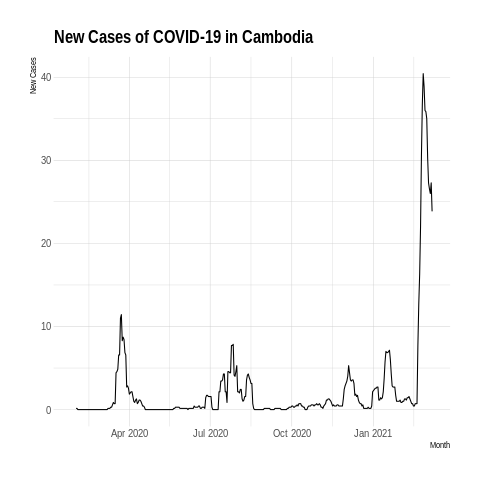 New Cases of COVID-19 in Cambodia
New Cases
40
30
20
10
0
Apr 2020 Jul 2020 Oct 2020 Jan 2021
Month